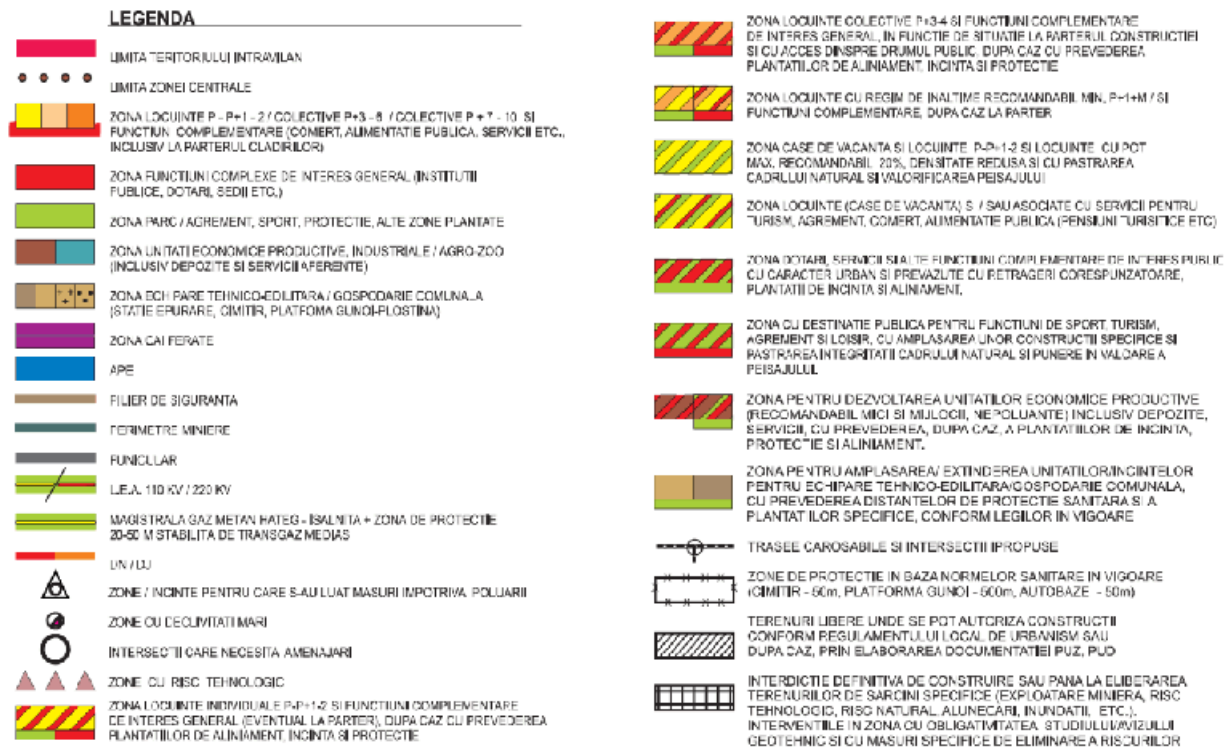 LEGENDA
LIMITA TERITORIULUI INTRAVILAN
LIMITA ZONEI CENTRALE
ZONA LOCUINTE P - P+1 - 2 / COLECTIVE P+3 - 6 / COLECTIVE P + 7 - 10 SI
FUNCTIUNI COMPLEMENTARE (COMERT, ALIMENTATIE PUBLICA, SERVICII ETC.,
INCLUSIV LA PARTERUL CLADIRILOR)
ZONA FUNCTIUNI COMPLEXE DE INTERES GENERAL (INSTITUTII
PUBLICE, DOTARI, SEDII ETC.)
ZONA PARC / AGREMENT, SPORT, PROTECTIE, ALTE ZONE PLANTATE
ZONA UNITATI ECONOMICE PRODUCTIVE, INDUSTRIALE / AGRO-ZOO
(INCLUSIV DEPOZITE SI SERVICII AFERENTE)
ZONA ECHIPARE TEHNICO-EDILITARA / GOSPODARIE COMUNALA
(STATIE EPURARE, CIMITIR, PLATFOMA GUNOI-PLOSTINA)
ZONA CAI FERATE
APE
FILIER DE SIGURANTA
PERIMETRE MINIERE
FUNICULAR
L.E.A. 110 KV / 220 KV
MAGISTRALA GAZ METAN HATEG - ISALNITA + ZONA DE PROTECTIE
20-50 M STABILITA DE TRANSGAZ MEDIAS
DN / DJ
ZONE / INCINTE PENTRU CARE S-AU LUAT MASURI IMPOTRIVA POLUARII
ZONE CU DECLIVITATI MARI
INTERSECTII CARE NECESITA AMENAJARI
ZONE CU RISC TEHNOLOGIC
ZONA LOCUINTE INDIVIDUALE P-P+1-2 SI FUNCTIUNI COMPLEMENTARE
DE INTERES GENERAL (EVENTUAL LA PARTER), DUPA CAZ CU PREVEDEREA
PLANTATIILOR DE ALINIAMENT, INCINTA SI PROTECTIE
ZONA LOCUINTE COLECTIVE P+3-4 SI FUNCTIUNI COMPLEMENTARE
DE INTERES GENERAL, IN FUNCTIE DE SITUATIE LA PARTERUL CONSTRUCTIEI
SI CU ACCES DINSPRE DRUMUL PUBLIC, DUPA CAZ CU PREVEDEREA
PLANTATIILOR DE ALINIAMENT, INCINTA SI PROTECTIE
ZONA LOCUINTE CU REGIM DE INALTIME RECOMANDABIL MIN. P+1+M / SI
FUNCTIUNI COMPLEMENTARE, DUPA CAZ LA PARTER
ZONA CASE DE VACANTA SI LOCUINTE P-P+1-2 SI LOCUINTE CU POT
MAX. RECOMANDABIL 20%, DENSITATE REDUSA SI CU PASTRAREA
CADRULUI NATURAL SI VALORIFICAREA PEISAJULUI
ZONA LOCUINTE (CASE DE VACANTA) SI / SAU ASOCIATE CU SERVICII PENTRU
TURISM, AGREMENT, COMERT, ALIMENTATIE PUBLICA (PENSIUNI TURISITICE ETC)
ZONA DOTARI, SERVICII SI ALTE FUNCTIUNI COMPLEMENTARE DE INTERES PUBLIC
CU CARACTER URBAN SI PREVAZUTE CU RETRAGERI CORESPUNZATOARE,
PLANTATII DE INCINTA SI ALINIAMENT,
ZONA CU DESTINATIE PUBLICA PENTRU FUNCTIUNI DE SPORT, TURISM,
AGREMENT SI LOISIR, CU AMPLASAREA UNOR CONSTRUCTII SPECIFICE SI
PASTRAREA INTEGRITATII CADRULUI NATURAL SI PUNERE IN VALOARE A
PEISAJULUI
ZONA PENTRU DEZVOLTAREA UNITATILOR ECONOMICE PRODUCTIVE
(RECOMANDABIL MICI SI MIJLOCII, NEPOLUANTE) INCLUSIV DEPOZITE,
SERVICII, CU PREVEDEREA, DUPA CAZ, A PLANTATIILOR DE INCINTA,
PROTECTIE SI ALINIAMENT.
ZONA PENTRU AMPLASAREA/ EXTINDEREA UNITATILOR/INCINTELOR
PENTRU ECHIPARE TEHNICO-EDILITARA/GOSPODARIE COMUNALA,
CU PREVEDEREA DISTANTELOR DE PROTECTIE SANITARA SI A
PLANTATIILOR SPECIFICE, CONFORM LEGILOR IN VIGOARE
TRASEE CAROSABILE SI INTERSECTII IPROPUSE
ZONE DE PROTECTIE IN BAZA NORMELOR SANITARE IN VIGOARE
(CIMITIR - 50m, PLATFORMA GUNOI - 500m, AUTOBAZE - 50m)
TERENURI LIBERE UNDE SE POT AUTORIZA CONSTRUCTII
CONFORM REGULAMENTULUI LOCAL DE URBANISM SAU
DUPA CAZ, PRIN ELABORAREA DOCUMENTATIEI PUZ, PUD
INTERDICTIE DEFINITIVA DE CONSTRUIRE SAU PANA LA ELIBERAREA
TERENURILOR DE SARCINI SPECIFICE (EXPLOATARE MINIERA, RISC
TEHNOLOGIC, RISC NATURAL, ALUNECARI, INUNDATII, ETC.).
INTERVENTIILE IN ZONA CU OBLIGATIVITATEA STUDIULUI/AVIZULUI
GEOTEHNIC SI CU MASURI SPECIFICE DE ELIMINARE A RISCURILOR